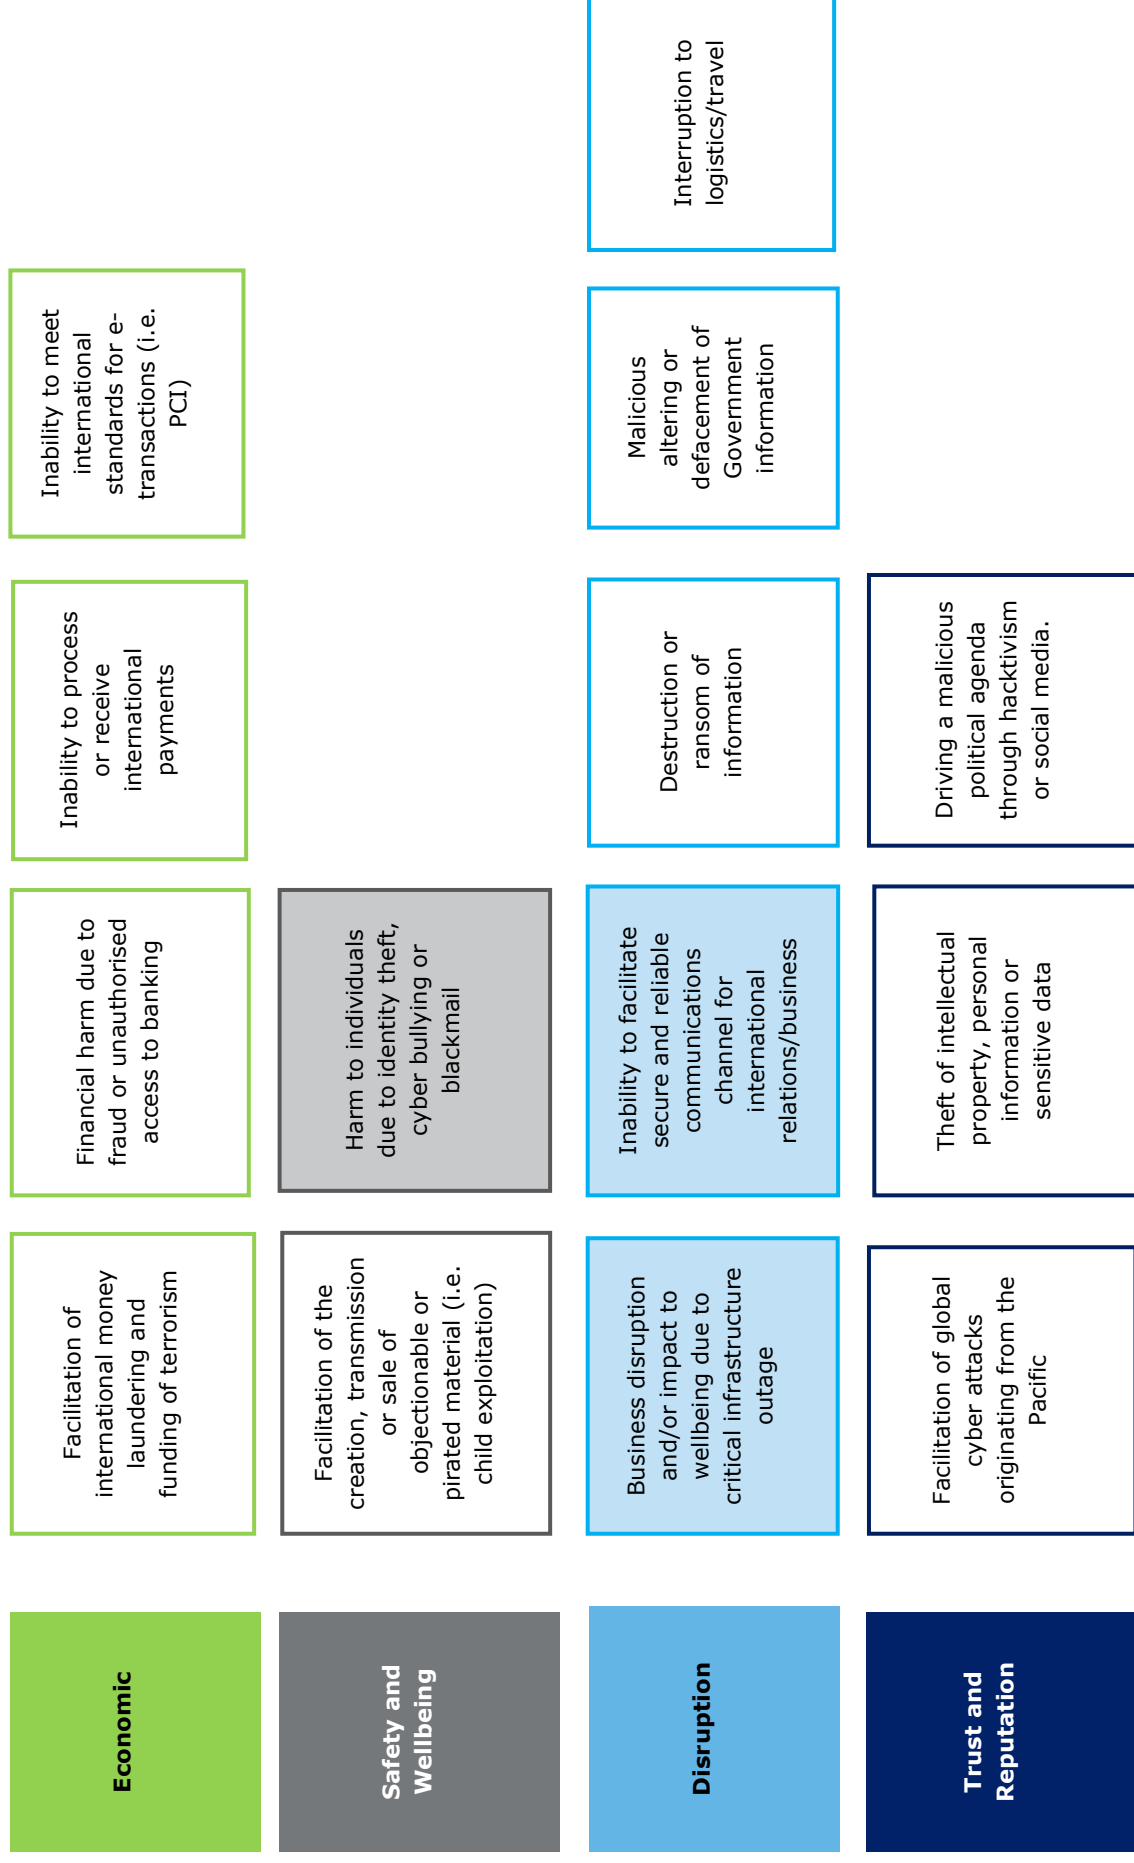 Economic
Facilitation of
international money
laundering and
funding of terrorism
Financial harm due to
fraud or unauthorised
access to banking
Inability to process
or receive
international
payments
Inability to meet
international
standards for e-
transactions (i.e.
PCI)
Safety and
Wellbeing
Facilitation of the
creation, transmission
or sale of
objectionable or
pirated material (i.e.
child exploitation)
Harm to individuals
due to identity theft,
cyber bullying or
blackmail
Disruption
Business disruption
and/or impact to
wellbeing due to
critical infrastructure
outage
Inability to facilitate
secure and reliable
communications
channel for
international
relations/business
Destruction or
ransom of
information
Malicious
altering or
defacement of
Government
information
Interruption to
logistics/travel
Trust and
Reputation
Facilitation of global
cyber attacks
originating from the
Pacific
Theft of intellectual
property, personal
information or
sensitive data
Driving a malicious
political agenda
through hacktivism
or social media.